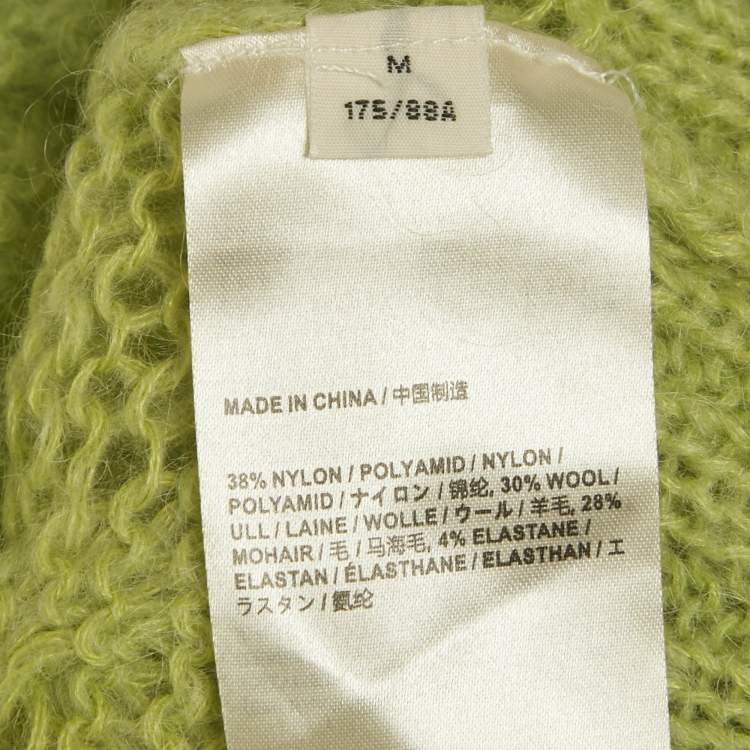 M
175/88A
MADE IN CHINA / 中国制造
38% NYLON / POLYAMID / NYLON /
POLYAMID / ナイロン / 锦纶, 30% WOOL /
ULL / LAINE / WOLLE / ウール / 羊毛, 28%
MOHAIR / 毛 / 马海毛, 4% ELASTANE /
ELASTAN / ÉLASTHANE / ELASTHAN / エ
ラスタン / 氨纶